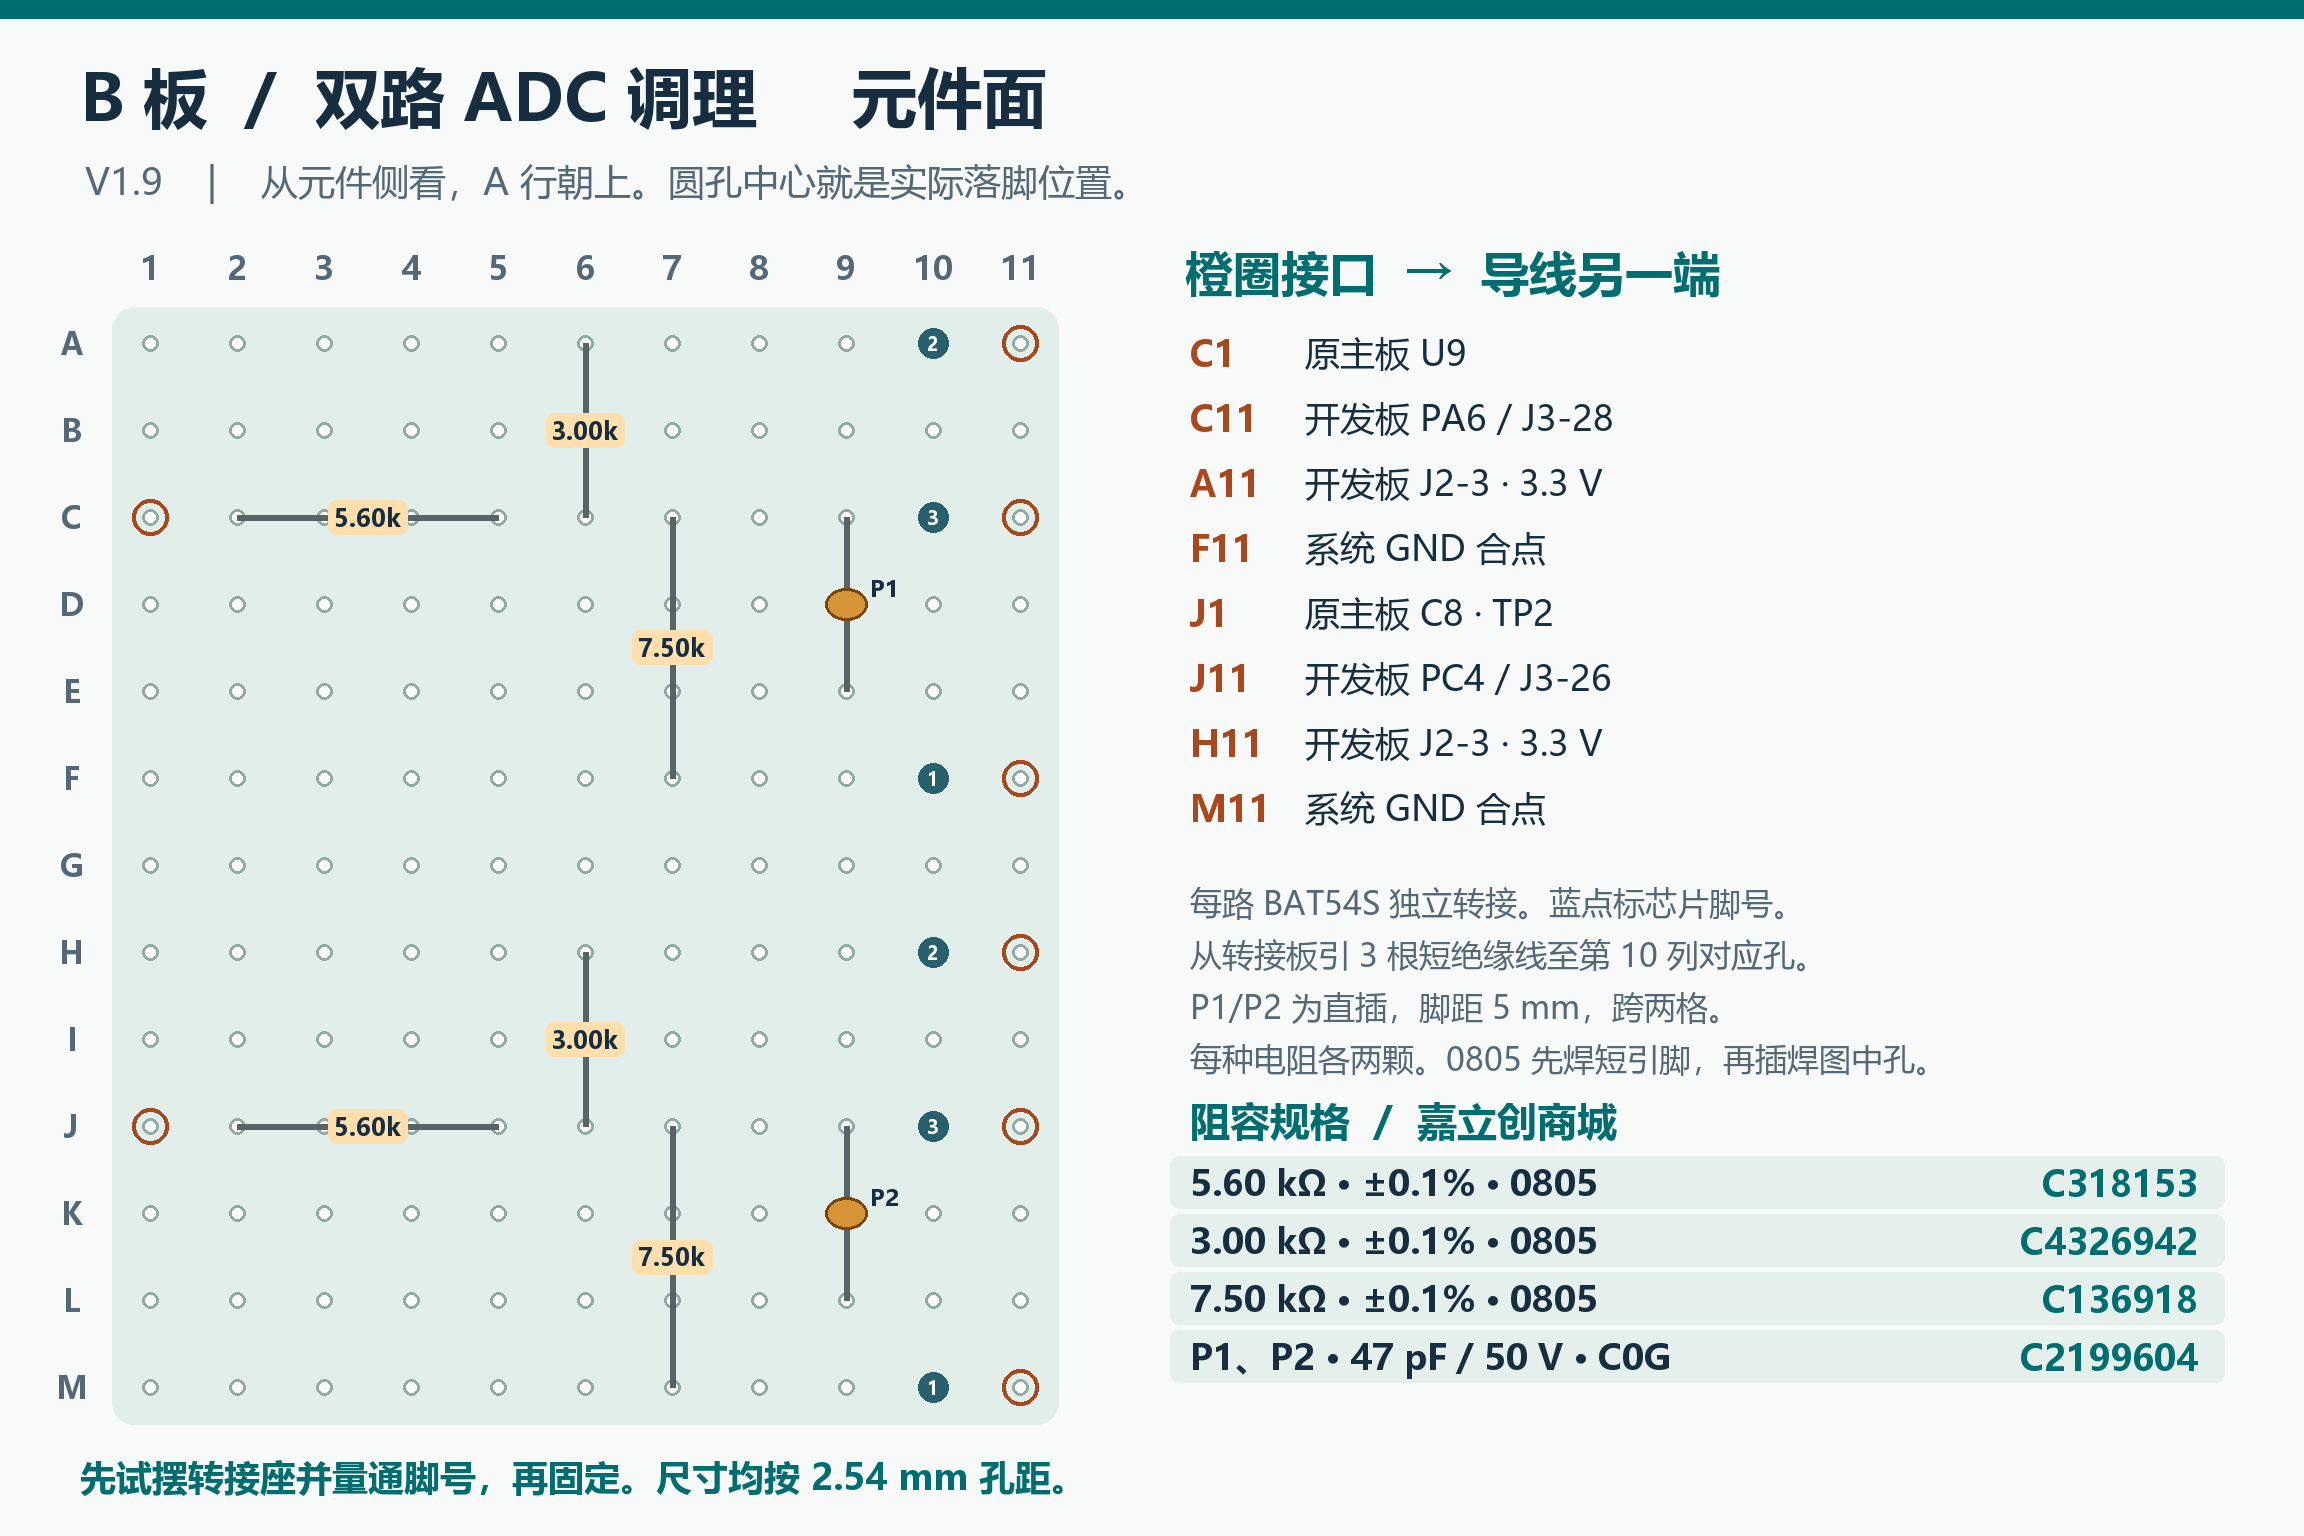 B 板 / 双路 ADC 调理 元件面
V1.9 | 从元件侧看，A 行朝上。圆孔中心就是实际落脚位置。
1 2 3 4 5 6 7 8 9 10 11
A 2
B 3.00k
C 5.60k 3
D P1
7.50k
E
F 1
G
H 2
I 3.00k
J 5.60k 3
K P2
7.50k
L
M 1
先试摆转接座并量通脚号，再固定。尺寸均按 2.54 mm 孔距。
橙圈接口 → 导线另一端
C1 原主板 U9
C11 开发板 PA6 / J3-28
A11 开发板 J2-3 · 3.3 V
F11 系统 GND 合点
J1 原主板 C8 · TP2
J11 开发板 PC4 / J3-26
H11 开发板 J2-3 · 3.3 V
M11 系统 GND 合点
每路 BAT54S 独立转接。蓝点标芯片脚号。
从转接板引 3 根短绝缘线至第 10 列对应孔。
P1/P2 为直插，脚距 5 mm，跨两格。
每种电阻各两颗。0805 先焊短引脚，再插焊图中孔。
阻容规格 / 嘉立创商城
5.60 kΩ • ±0.1% • 0805 C318153
3.00 kΩ • ±0.1% • 0805 C4326942
7.50 kΩ • ±0.1% • 0805 C136918
P1、P2 • 47 pF / 50 V • C0G C2199604